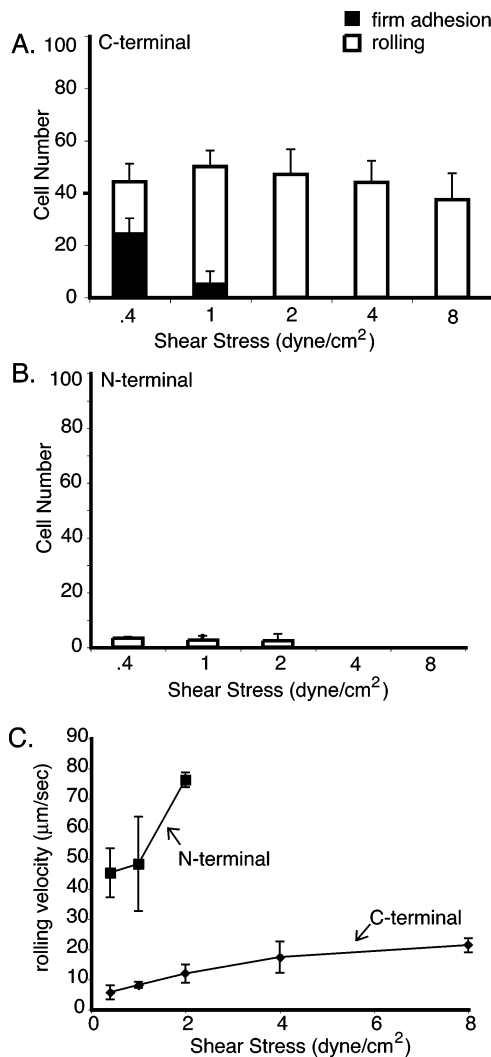 firm adhesion
rolling
A.
C-terminal
100
80
60
40
20
0
Cell Number
.4 1 2 4 8
Shear Stress (dyne/cm²)
B.
N-terminal
100
80
60
40
20
0
Cell Number
.4 1 2 4 8
Shear Stress (dyne/cm²)
C.
90
80
70
60
50
40
30
20
10
0
rolling velocity (µm/sec)
N-terminal
C-terminal
0 2 4 6 8
Shear Stress (dyne/cm²)